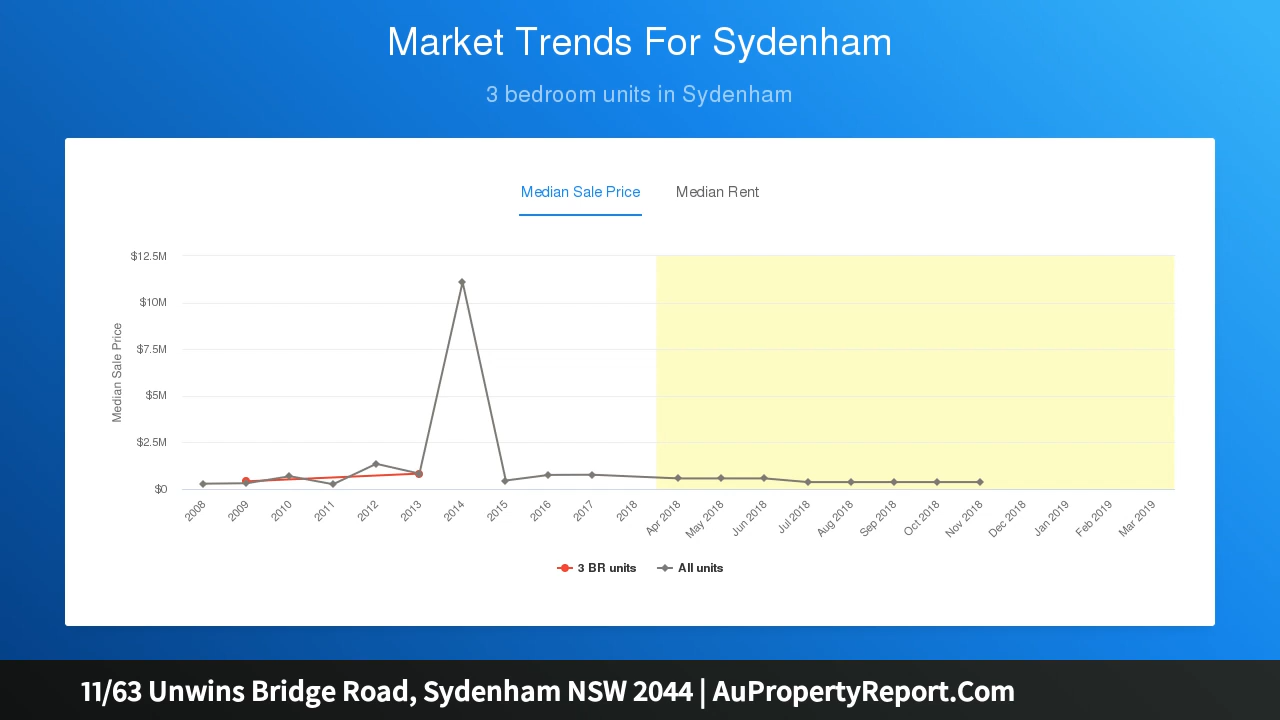 Market Trends For Sydenham
3 bedroom units in Sydenham
Median Sale Price Median Rent
Median Sale Price
$12.5M
$10M
$7.5M
$5M
$2.5M
$0
2008 2009 2010 2011 2012 2013 2014 2015 2016 2017 2018 Apr 2018 May 2018 Jun 2018 Jul 2018 Aug 2018 Sep 2018 Oct 2018 Nov 2018 Dec 2018 Jan 2019 Feb 2019 Mar 2019
3 BR units All units
11/63 Unwins Bridge Road, Sydenham NSW 2044 | AuPropertyReport.Com